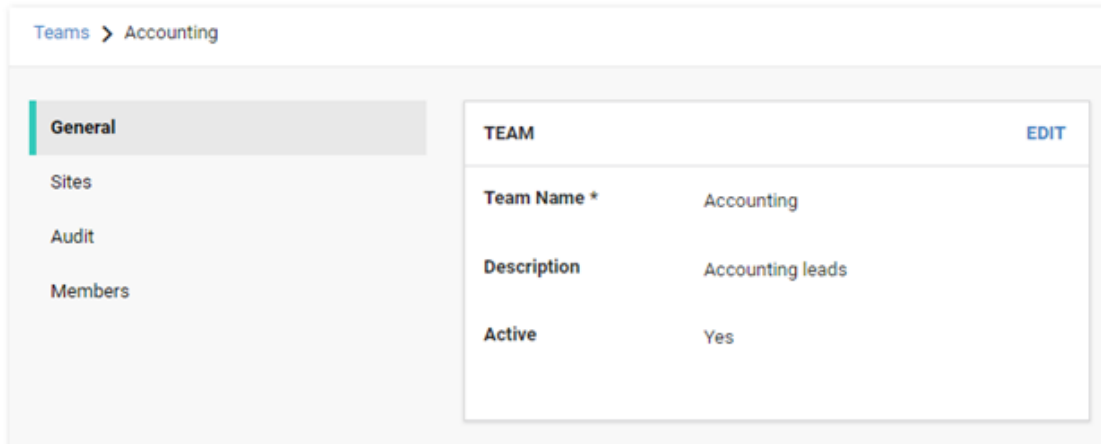 Teams > Accounting
General
Sites
Audit
Members
TEAM EDIT
Team Name * Accounting
Description Accounting leads
Active Yes